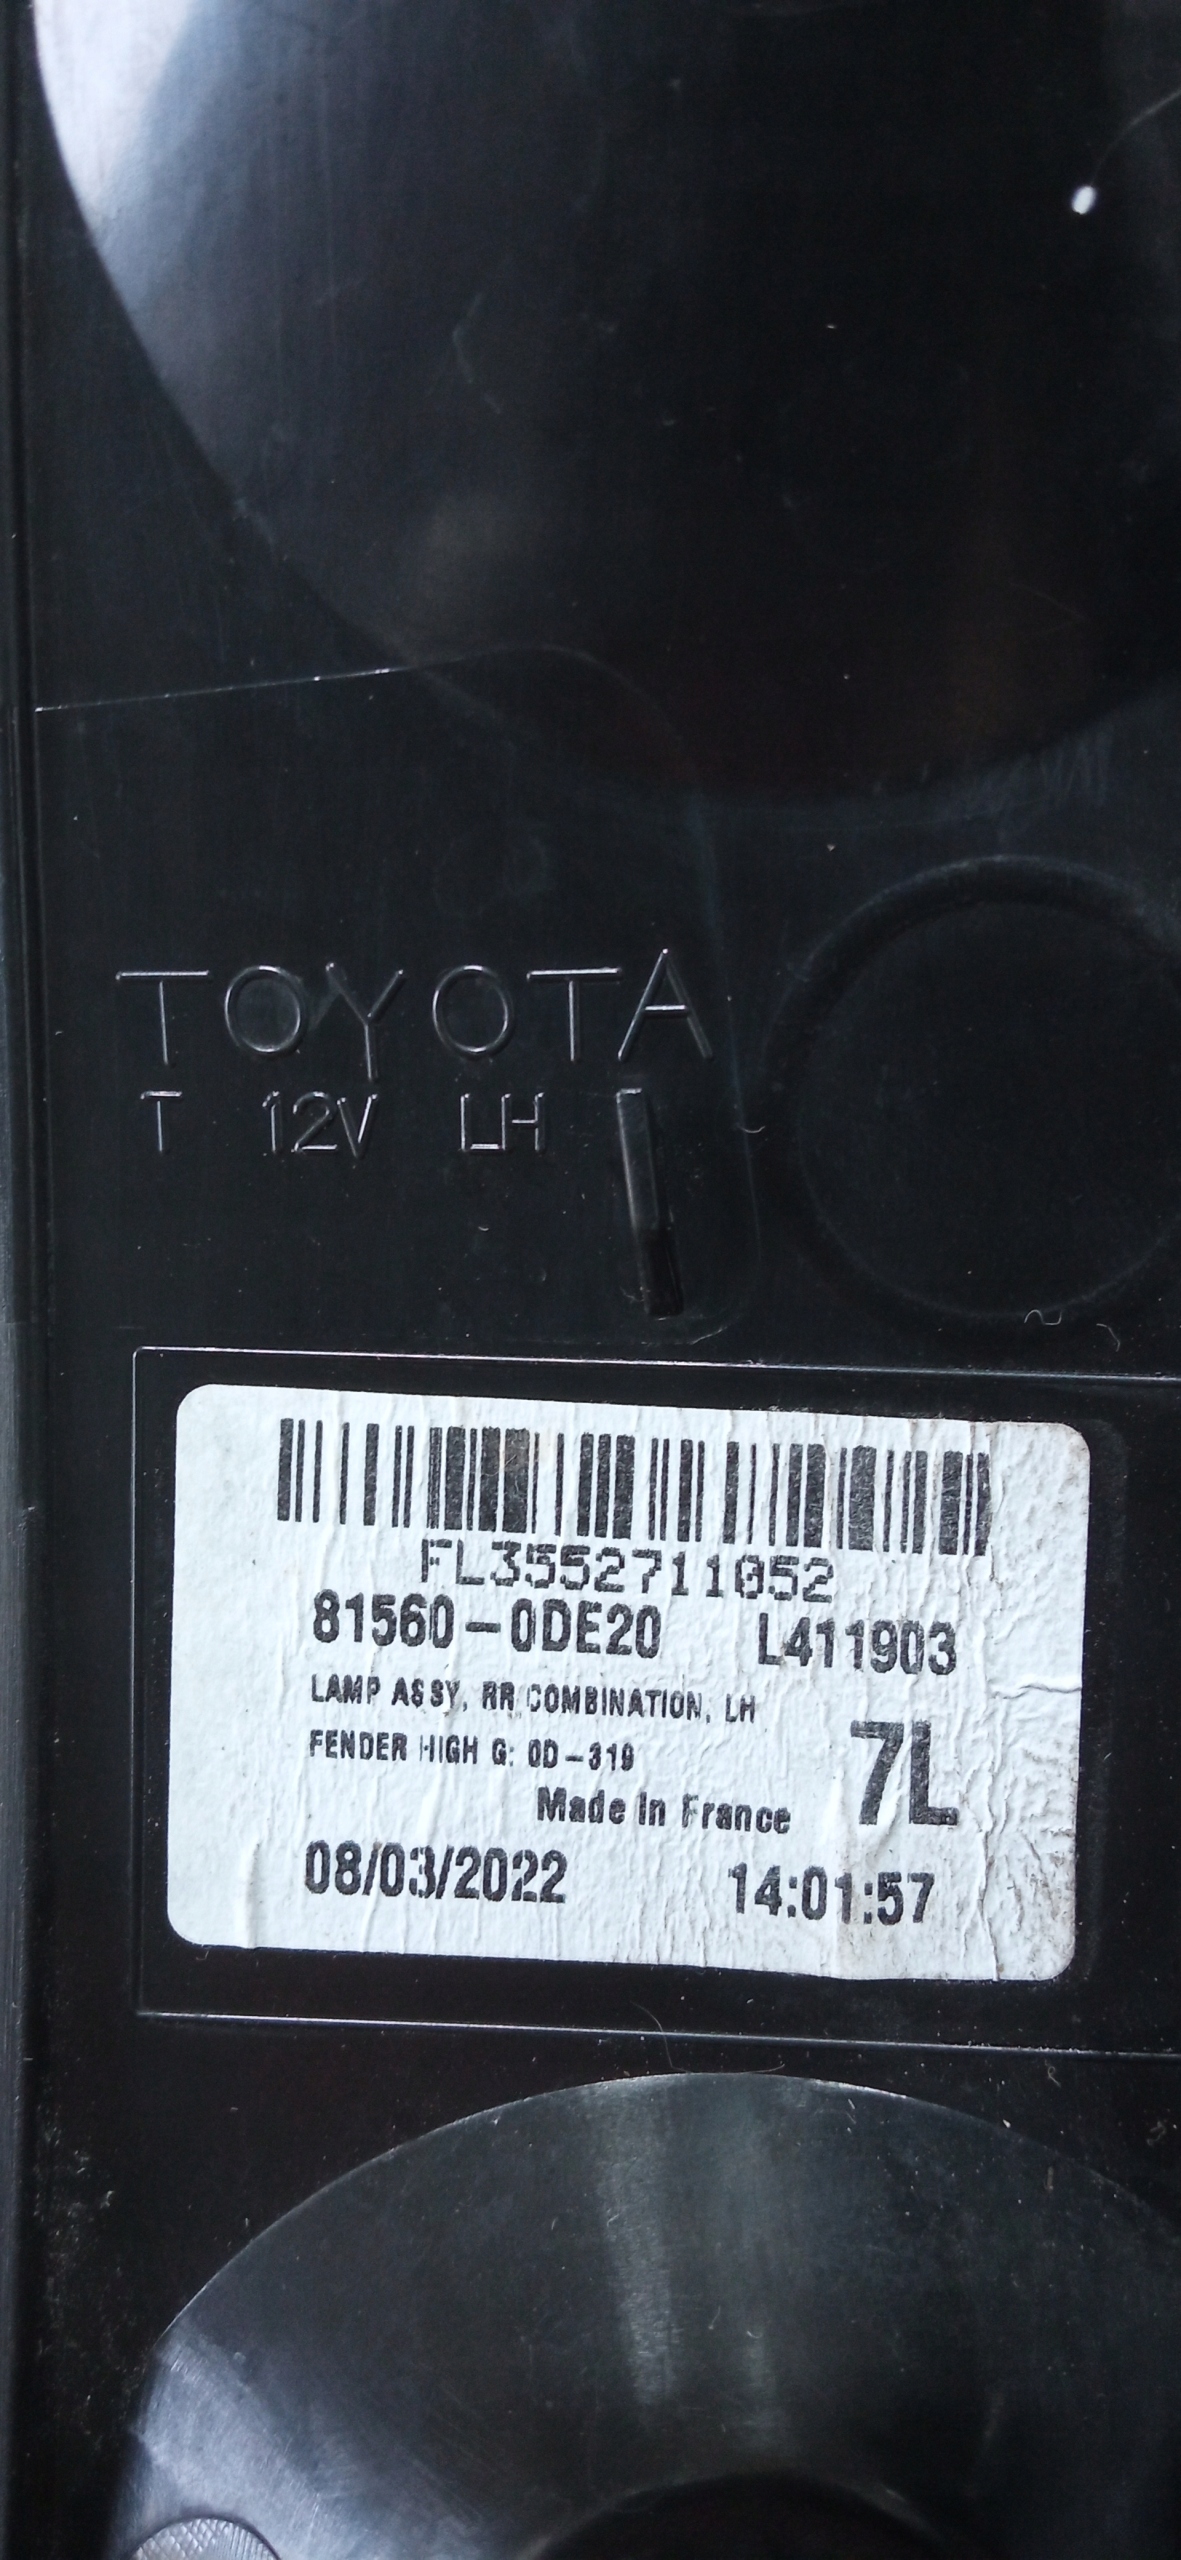 TOYOTA
T 12V LH
FL3552711052
81560-0DE20 L411903
LAMP ASSY, RR COMBINATION, LH
FENDER HIGH G: 0D-319
7L
Made In France
08/03/2022 14:01:57